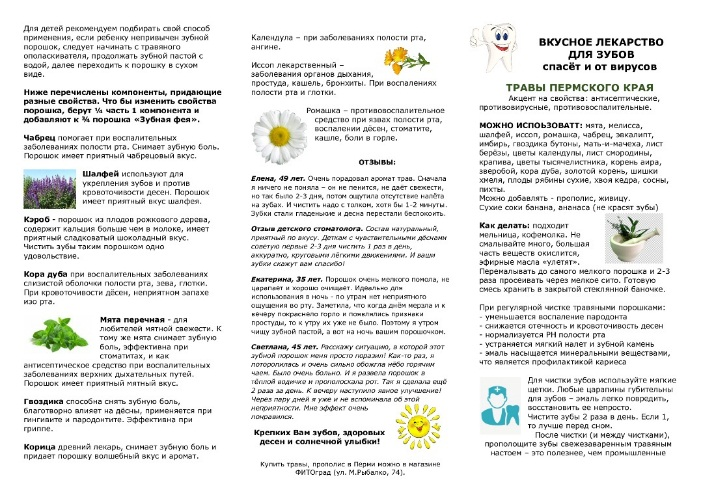 Для детей рекомендуем подбирать свой способ
применения, если ребенку непривычен зубной
порошок, следует начинать с травяного
ополаскивателя, продолжать зубной пастой с
водой, далее переходить к порошку в сухом
виде.
Ниже перечислены компоненты, придающие
разные свойства. Что бы изменить свойства
порошка, берут ¼ часть 1 компонента и
добавляют к ¾ порошка «Зубная фея».
Чабрец помогает при воспалительных
заболеваниях полости рта. Снимает зубную боль.
Порошок имеет приятный чабрецовый вкус.
Шалфей используют для
укрепления зубов и против
кровоточивости десен. Порошок
имеет приятный вкус шалфея.
Кэроб - порошок из плодов рожкового дерева,
содержит кальция больше чем в молоке, имеет
приятный сладковатый шоколадный вкус.
Чистить зубы таким порошком одно
удовольствие.
Кора дуба при воспалительных заболеваниях
слизистой оболочки полости рта, зева, глотки.
При кровоточивости дёсен, неприятном запахе
изо рта.
Мята перечная - для
любителей мятной свежести. К
тому же мята снимает зубную
боль, эффективна при
стоматитах, и как
антисептическое средство при воспалительных
заболеваниях верхних дыхательных путей.
Порошок имеет приятный мятный вкус.
Гвоздика способна снять зубную боль,
благотворно влияет на дёсны, применяется при
гингивите и пародонтите. Эффективна при
гриппе.
Корица древний лекарь, снимает зубную боль и
придает порошку волшебный вкус и аромат.
Календула – при заболеваниях полости рта,
ангине.
Иссоп лекарственный –
заболевания органов дыхания,
простуда, кашель, бронхиты. При воспалениях
полости рта и глотки.
Ромашка – противовоспалительное
средство при язвах полости рта,
воспалении дёсен, стоматите,
кашле, боли в горле.
ОТЗЫВЫ:
Елена, 49 лет. Очень порадовал аромат трав. Сначала
я ничего не поняла – он не пенится, не даёт свежести,
но так было 2-3 дня, потом ощутила отсутствие налёта
на зубах. И чистить надо с толком, хотя бы 1-2 минуты.
Зубки стали гладенькие и десна перестали беспокоить.
Отзыв детского стоматолога. Состав натуральный,
приятный по вкусу. Деткам с чувствительными дёснами
советую первые 2-3 дня чистить 1 раз в день,
аккуратно, круговыми лёгкими движениями. И ваши
зубки скажут вам спасибо!
Екатерина, 35 лет. Порошок очень мелкого помола, не
царапает и хорошо очищает. Идеально для
использования в ночь - по утрам нет неприятного
ощущения во рту. Заметила, что когда днём мерзла и к
вечеру покраснело горло и появлялись признаки
простуды, то к утру их уже не было. Поэтому я утром
чищу зубной пастой, а вот на ночь вашим порошочком.
Светлана, 45 лет. Расскажу ситуацию, в которой этот
зубной порошок меня просто поразил! Как-то раз, я
поторопилась и очень сильно обожгла нёбо горячим
чаем. Было очень больно. И я развела порошок в
тёплой водичке и прополоскала рот. Так я сделала ещё
2 раза за день. К вечеру наступило явное улучшение!
Через пару дней я уже и не вспоминала об этой
неприятности. Мне эффект очень
понравился.
Крепких Вам зубов, здоровых
десен и солнечной улыбки!
Купить травы, прополис в Перми можно в магазине
ФИТОград (ул. М.Рыбалко, 74).
ВКУСНОЕ ЛЕКАРСТВО
ДЛЯ ЗУБОВ
спасёт и от вирусов
ТРАВЫ ПЕРМСКОГО КРАЯ
Акцент на свойства: антисептические,
противовирусные, противовоспалительные.
МОЖНО ИСПОЬЗОВАТТ: мята, мелисса,
шалфей, иссоп, ромашка, чабрец, эвкалипт,
имбирь, гвоздика бутоны, мать-и-мачеха, лист
берёзы, цветы календулы, лист смородины,
крапива, цветы тысячелистника, корень аира,
зверобой, кора дуба, золотой корень, шишки
хмеля, плоды рябины сухие, хвоя кедра, сосны,
пихты.
Можно добавлять - прополис, живицу.
Сухие соки банана, ананаса (не красят зубы)
Как делать: подходит
мельница, кофемолка. Не
смалывайте много, большая
часть веществ окислится,
эфирные масла «улетят».
Перемалывать до самого мелкого порошка и 2-3
раза просеивать через мелкое сито. Готовую
смесь хранить в закрытой стеклянной баночке.
При регулярной чистке травяными порошками:
- уменьшается воспаление пародонта
- снижается отечность и кровоточивость десен
- нормализуется РН полости рта
- устраняется мягкий налет и зубной камень
- эмаль насыщается минеральными веществами,
что является профилактикой кариеса
Для чистки зубов используйте мягкие
щетки. Любые царапины губительны
для зубов – эмаль легко повредить,
восстановить ее непросто.
Чистите зубы 2 раза в день. Если 1,
то лучше перед сном.
После чистки (и между чистками),
прополощите зубы свежезаваренным травяным
настоем – это полезнее, чем промышленные